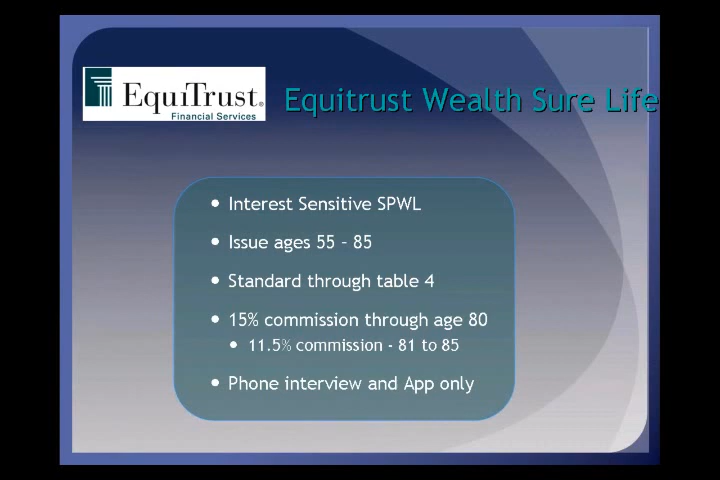 EquiTrust®
Financial Services
Equitrust Wealth Sure Life
• Interest Sensitive SPWL
• Issue ages 55 – 85
• Standard through table 4
• 15% commission through age 80
• 11.5% commission - 81 to 85
• Phone interview and App only